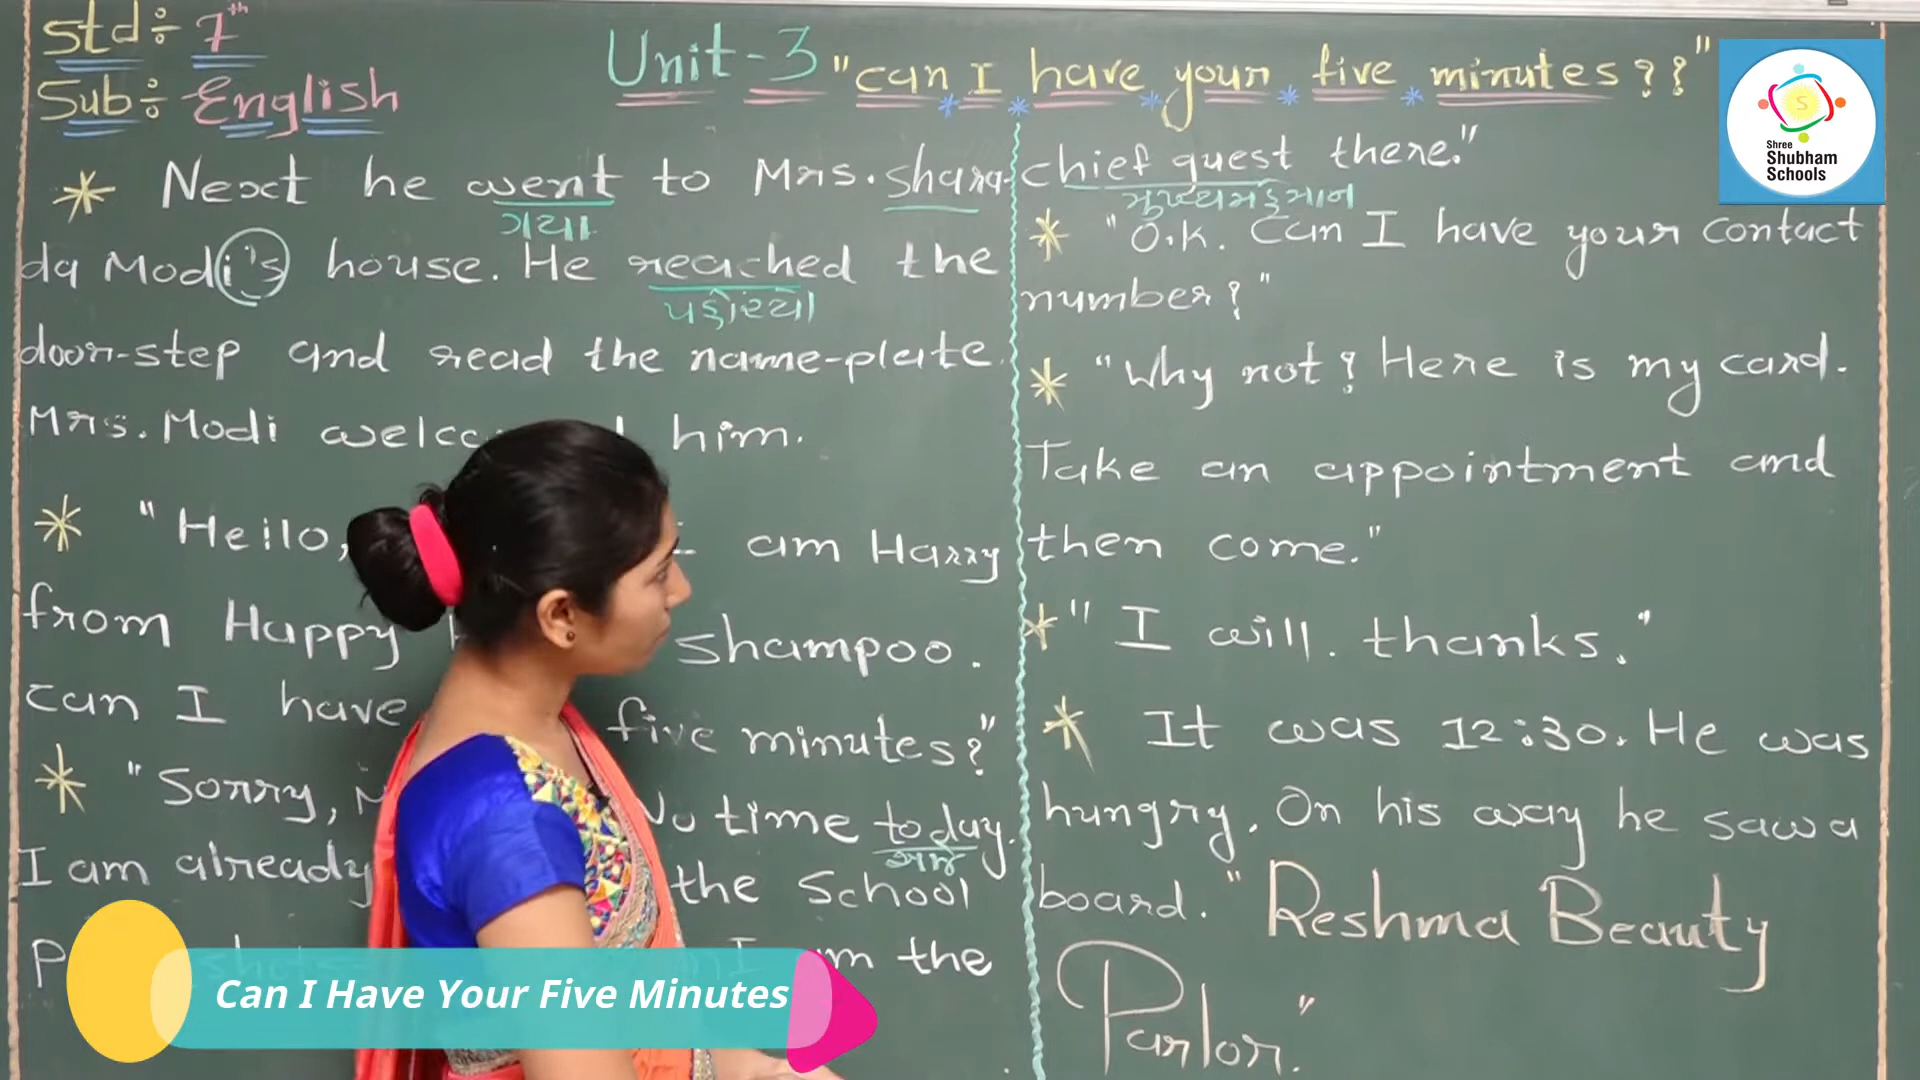 Std ÷ 7th
Sub ÷ English
Unit-3 "can I have your five minutes??"
Shree
Shubham
Schools
* Next he went to Mrs. shara-
ગયા
da Modi's house. He reached the
પહોંચ્યો
door-step and read the name-plate.
Mrs. Modi him.
* "Hello, am Harry
from Happy shampoo.
can I have five minutes?"
* "Sorry, No time today.
આજે
I am already the School
I am the
chief guest there."
મુખ્ય મહેમાન
* "O.k. Can I have your contact
number?"
* "Why not? Here is my card.
Take an appointment and
then come."
* "I will. thanks."
* It was 12:30. He was
hungry. On his way he saw a
board. "Reshma Beauty
Parlor."
Can I Have Your Five Minutes